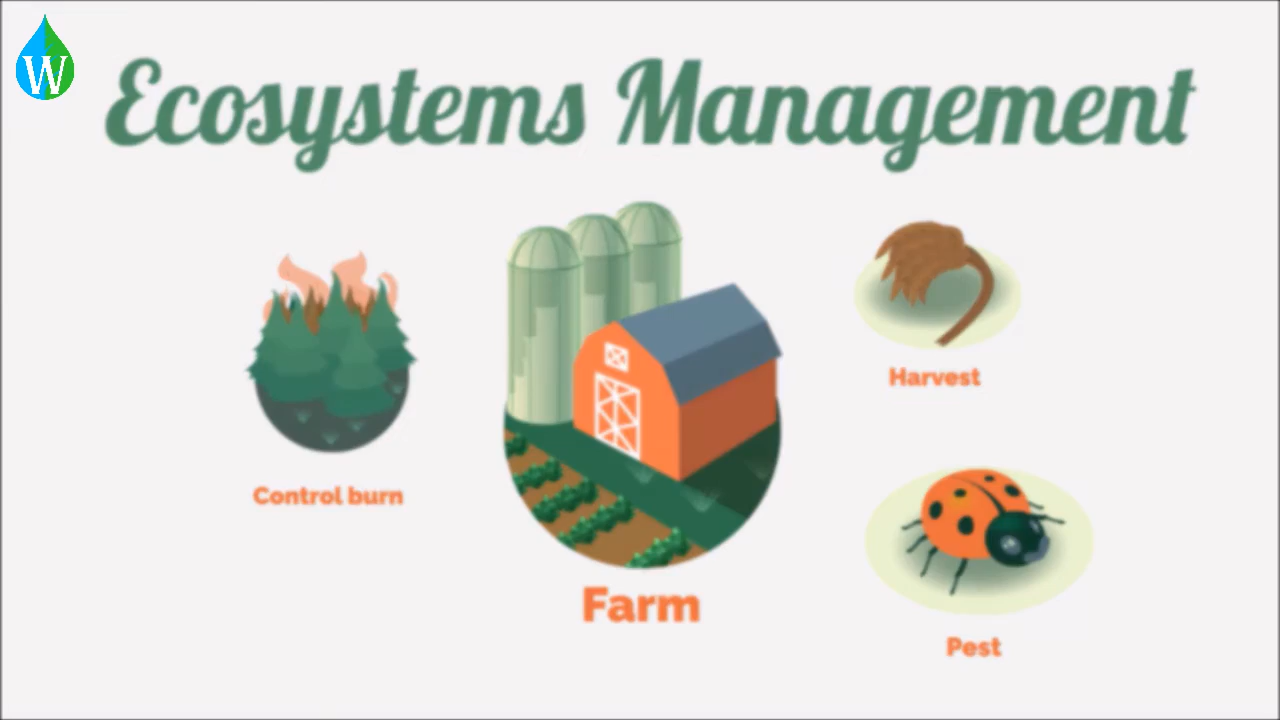 W
Ecosystems Management
Control burn
Farm
Harvest
Pest